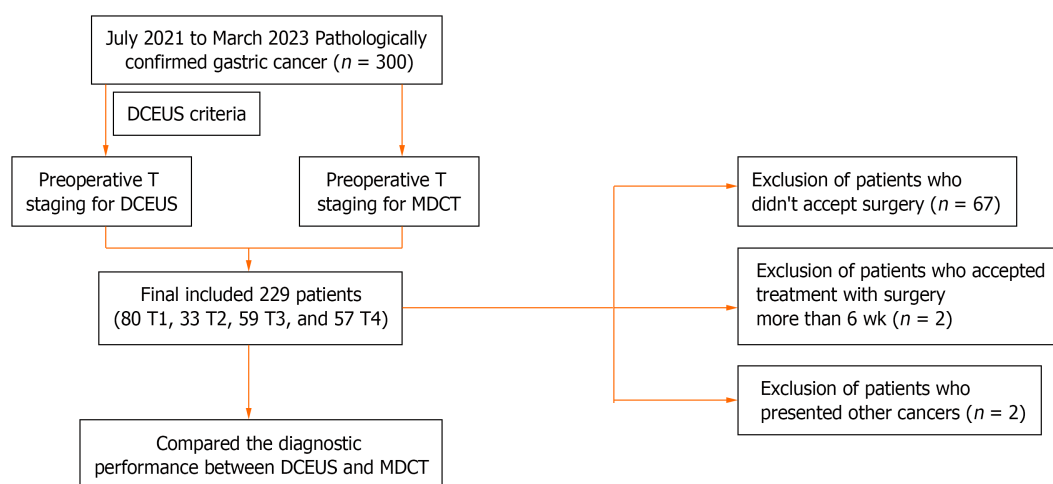 July 2021 to March 2023 Pathologically
confirmed gastric cancer (n = 300)
DCEUS criteria
Preoperative T
staging for DCEUS
Preoperative T
staging for MDCT
Exclusion of patients who
didn't accept surgery (n = 67)
Final included 229 patients
(80 T1, 33 T2, 59 T3, and 57 T4)
Exclusion of patients who accepted
treatment with surgery
more than 6 wk (n = 2)
Exclusion of patients who
presented other cancers (n = 2)
Compared the diagnostic
performance between DCEUS and MDCT